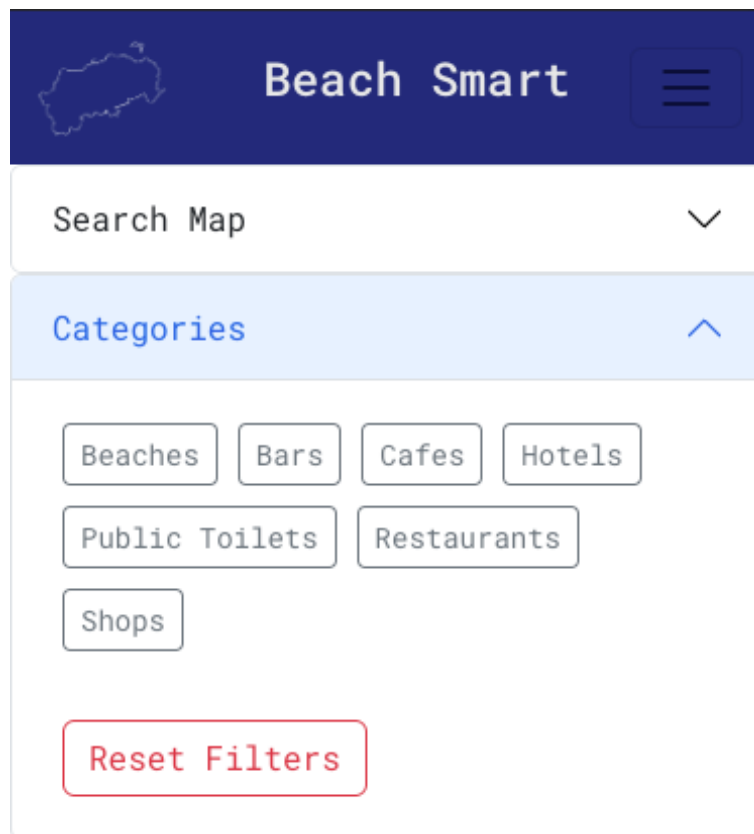 Beach Smart
Search Map
Categories
Beaches Bars Cafes Hotels
Public Toilets Restaurants
Shops
Reset Filters